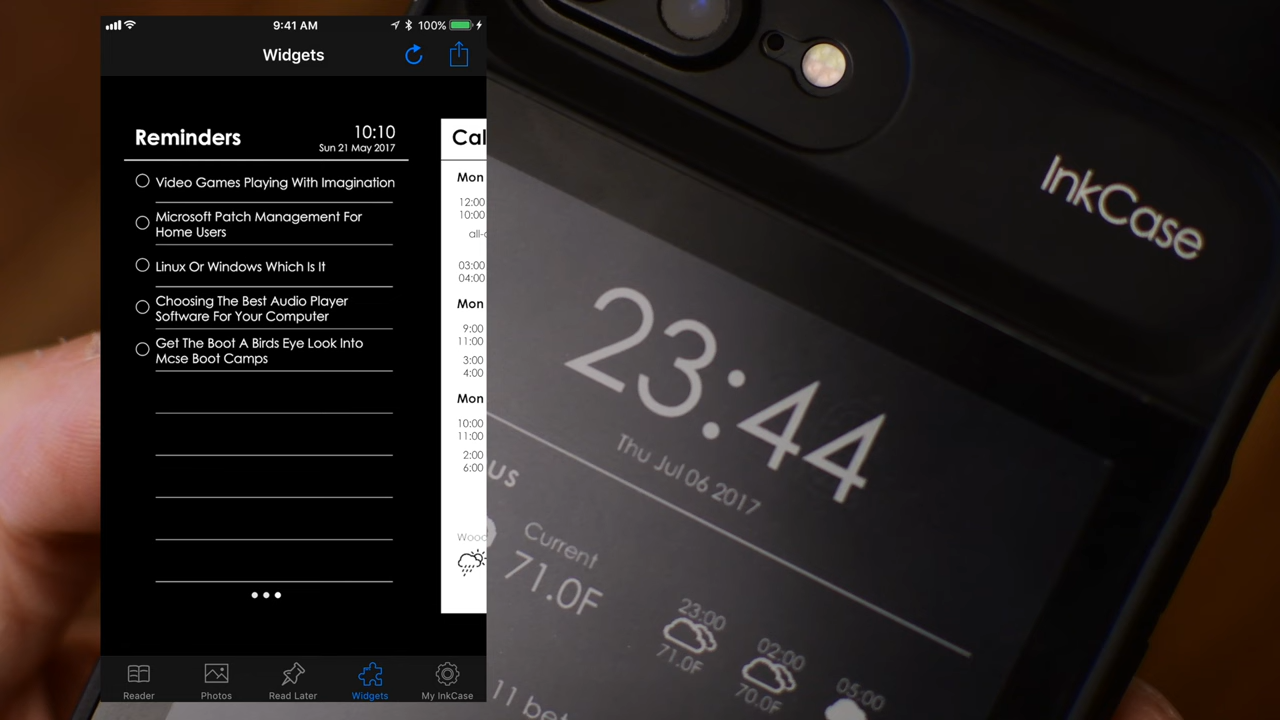 9:41 AM
100%
Widgets
Reminders
10:10
Sun 21 May 2017
Video Games Playing With Imagination
Microsoft Patch Management For
Home Users
Linux Or Windows Which Is It
Choosing The Best Audio Player
Software For Your Computer
Get The Boot A Birds Eye Look Into
Mcse Boot Camps
Cal
Mon
12:00
10:00
all-
03:00
04:00
Mon
9:00
11:00
3:00
4:00
Mon
10:00
11:00
2:00
6:00
Wood
Reader
Photos
Read Later
Widgets
My InkCase
InkCase
23:44
Thu Jul 06 2017
us
Current
71.0F
23:00
71.0F
02:00
70.0F
05:00
11 bet